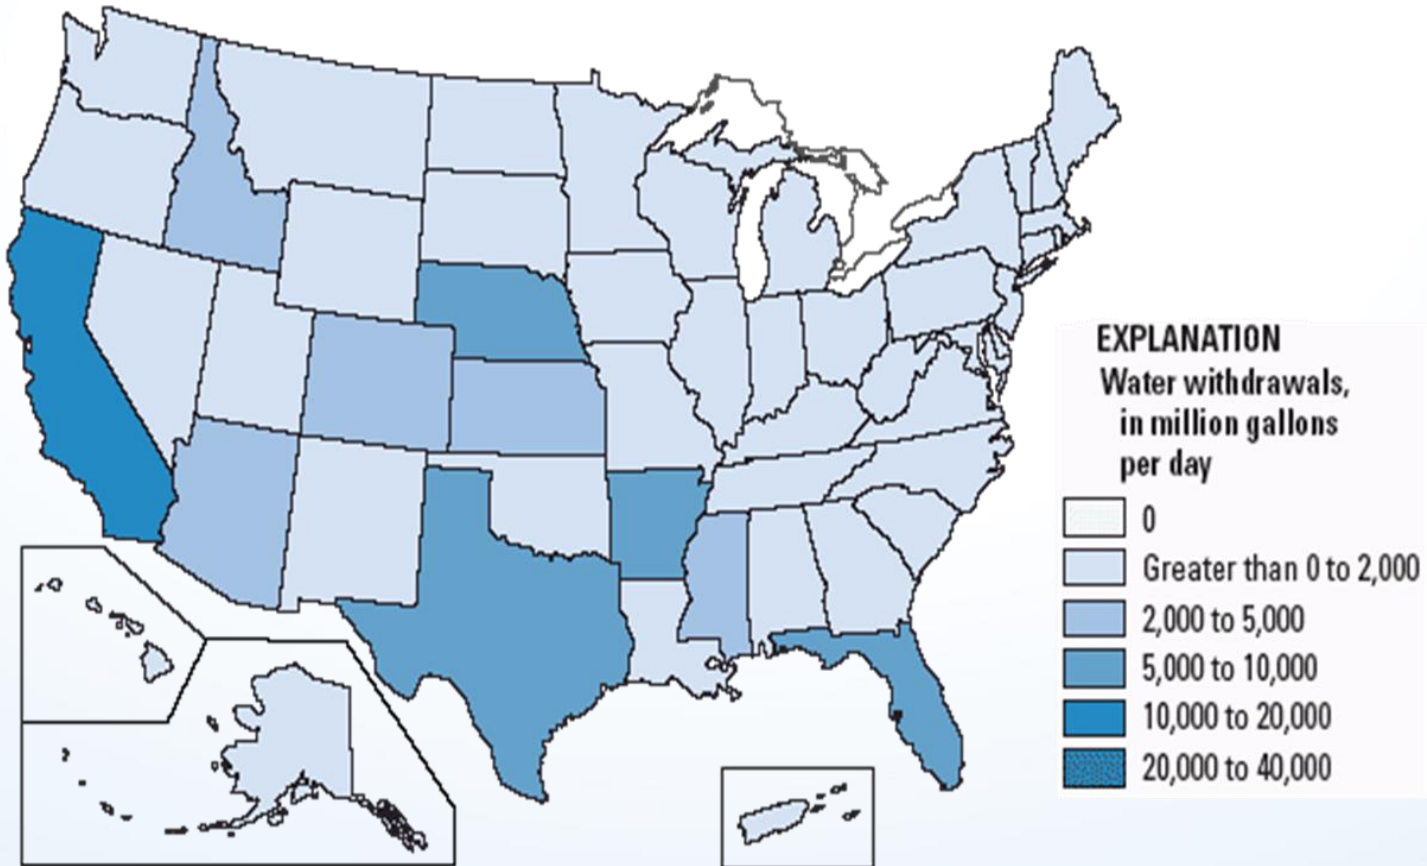 EXPLANATION
Water withdrawals,
in million gallons
per day
0
Greater than 0 to 2,000
2,000 to 5,000
5,000 to 10,000
10,000 to 20,000
20,000 to 40,000